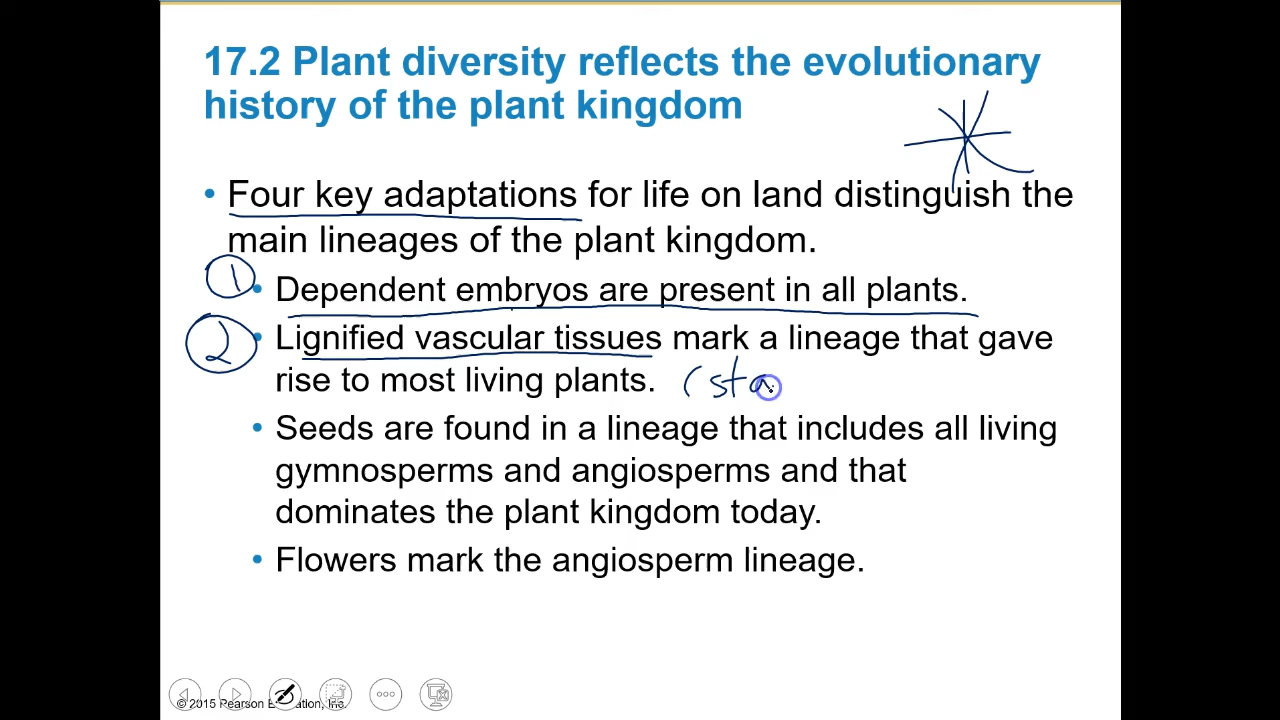 17.2 Plant diversity reflects the evolutionary
history of the plant kingdom
• Four key adaptations for life on land distinguish the
main lineages of the plant kingdom.
① • Dependent embryos are present in all plants.
② • Lignified vascular tissues mark a lineage that gave
rise to most living plants. (sta
• Seeds are found in a lineage that includes all living
gymnosperms and angiosperms and that
dominates the plant kingdom today.
• Flowers mark the angiosperm lineage.
© 2015 Pearson Inc.